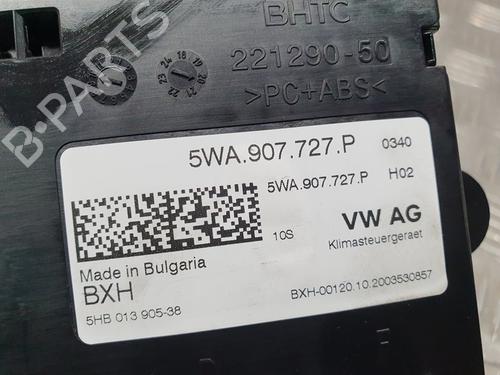 BHTC
221290-50
>PC+ABS<
B-PARTS
5WA.907.727.P 0340
5WA.907.727.P H02
10S VW AG
Klimasteuergeraet
Made in Bulgaria
BXH
5HB 013 905-38
BXH-00120.10.2003530857